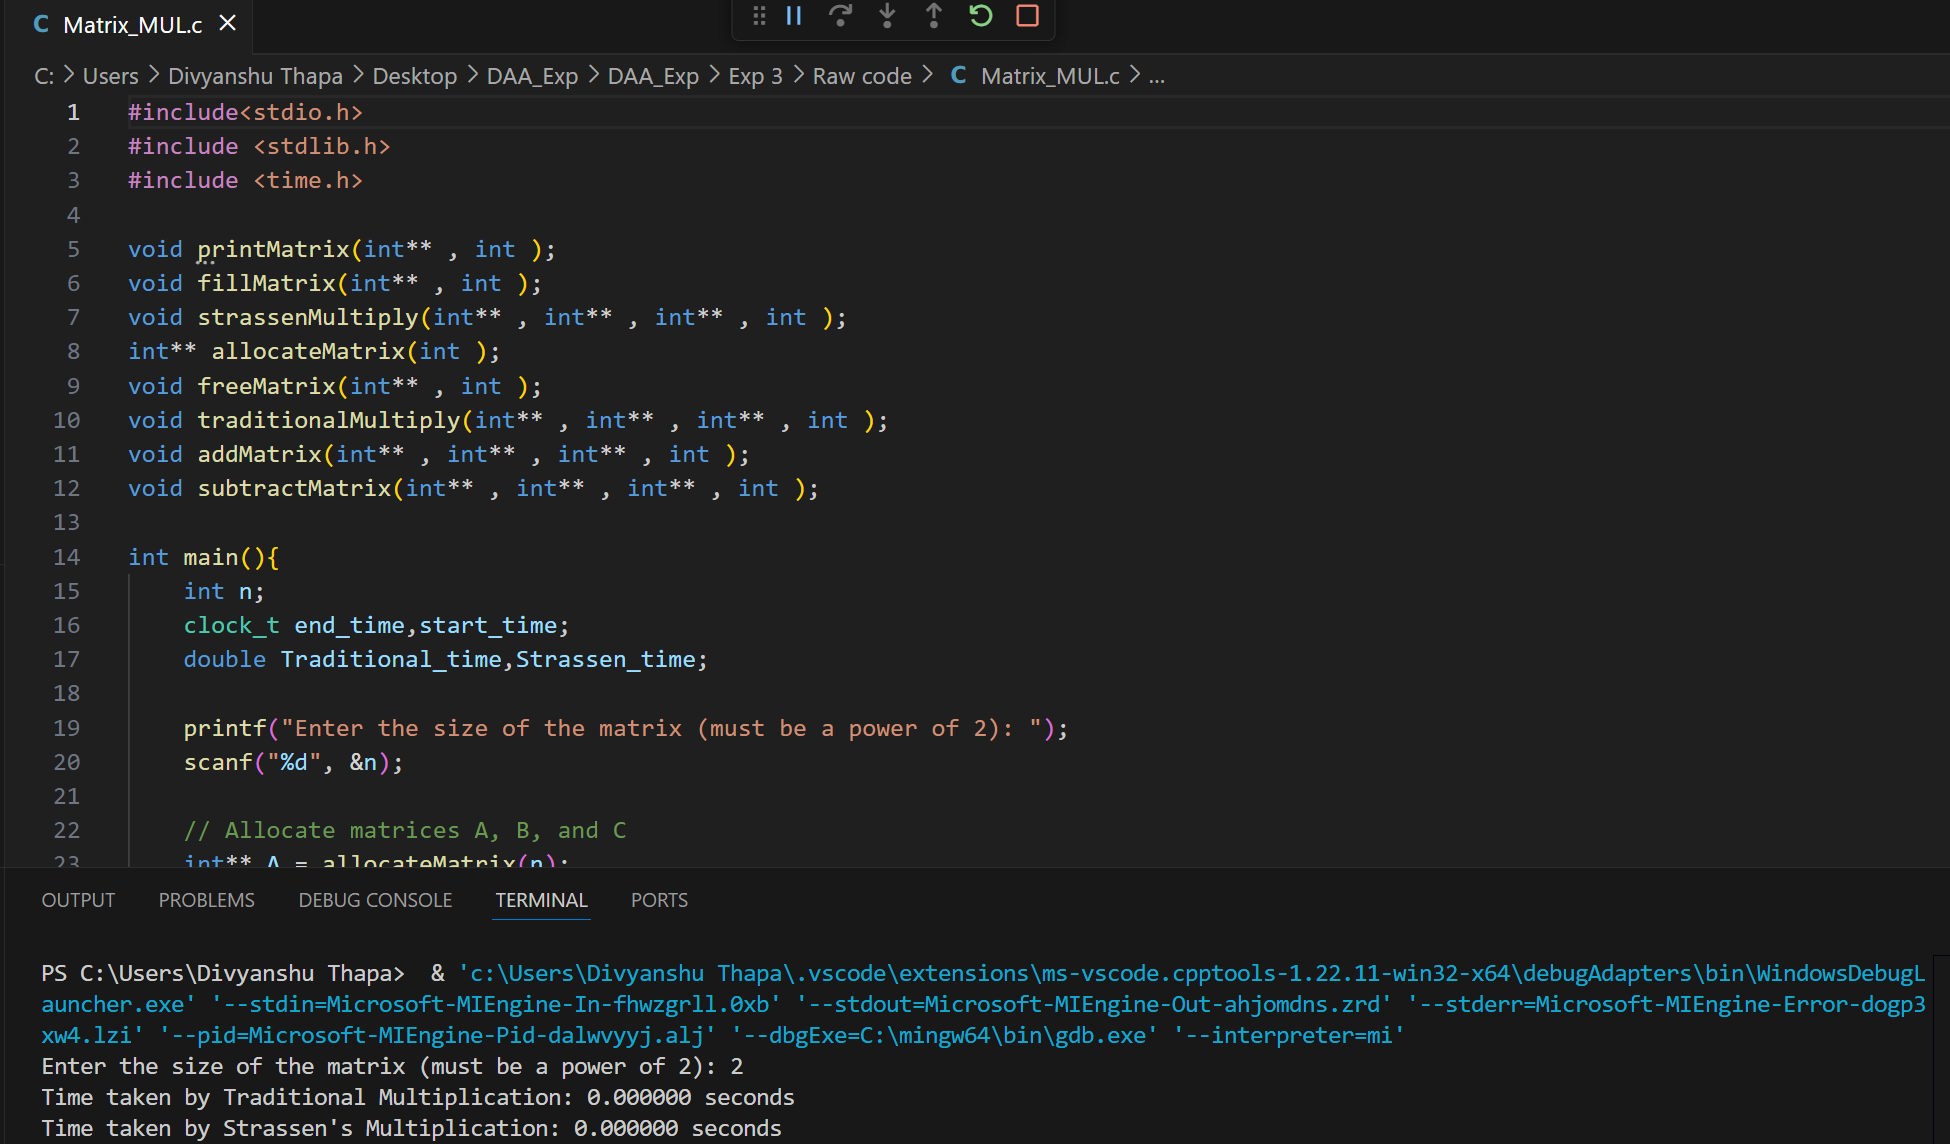 C Matrix_MUL.c
C: > Users > Divyanshu Thapa > Desktop > DAA_Exp > DAA_Exp > Exp 3 > Raw code > C Matrix_MUL.c > ...
1 #include<stdio.h>
2 #include <stdlib.h>
3 #include <time.h>
4
5 void printMatrix(int** , int );
6 void fillMatrix(int** , int );
7 void strassenMultiply(int** , int** , int** , int );
8 int** allocateMatrix(int );
9 void freeMatrix(int** , int );
10 void traditionalMultiply(int** , int** , int** , int );
11 void addMatrix(int** , int** , int** , int );
12 void subtractMatrix(int** , int** , int** , int );
13
14 int main(){
15     int n;
16     clock_t end_time,start_time;
17     double Traditional_time,Strassen_time;
18
19     printf("Enter the size of the matrix (must be a power of 2): ");
20     scanf("%d", &n);
21
22     // Allocate matrices A, B, and C
23     int** A = allocateMatrix(n);
OUTPUT PROBLEMS DEBUG CONSOLE TERMINAL PORTS
PS C:\Users\Divyanshu Thapa>  & 'c:\Users\Divyanshu Thapa\.vscode\extensions\ms-vscode.cpptools-1.22.11-win32-x64\debugAdapters\bin\WindowsDebugL
auncher.exe' '--stdin=Microsoft-MIEngine-In-fhwzgrll.0xb' '--stdout=Microsoft-MIEngine-Out-ahjomdns.zrd' '--stderr=Microsoft-MIEngine-Error-dogp3
xw4.lzi' '--pid=Microsoft-MIEngine-Pid-dalwvyyj.alj' '--dbgExe=C:\mingw64\bin\gdb.exe' '--interpreter=mi'
Enter the size of the matrix (must be a power of 2): 2
Time taken by Traditional Multiplication: 0.000000 seconds
Time taken by Strassen's Multiplication: 0.000000 seconds